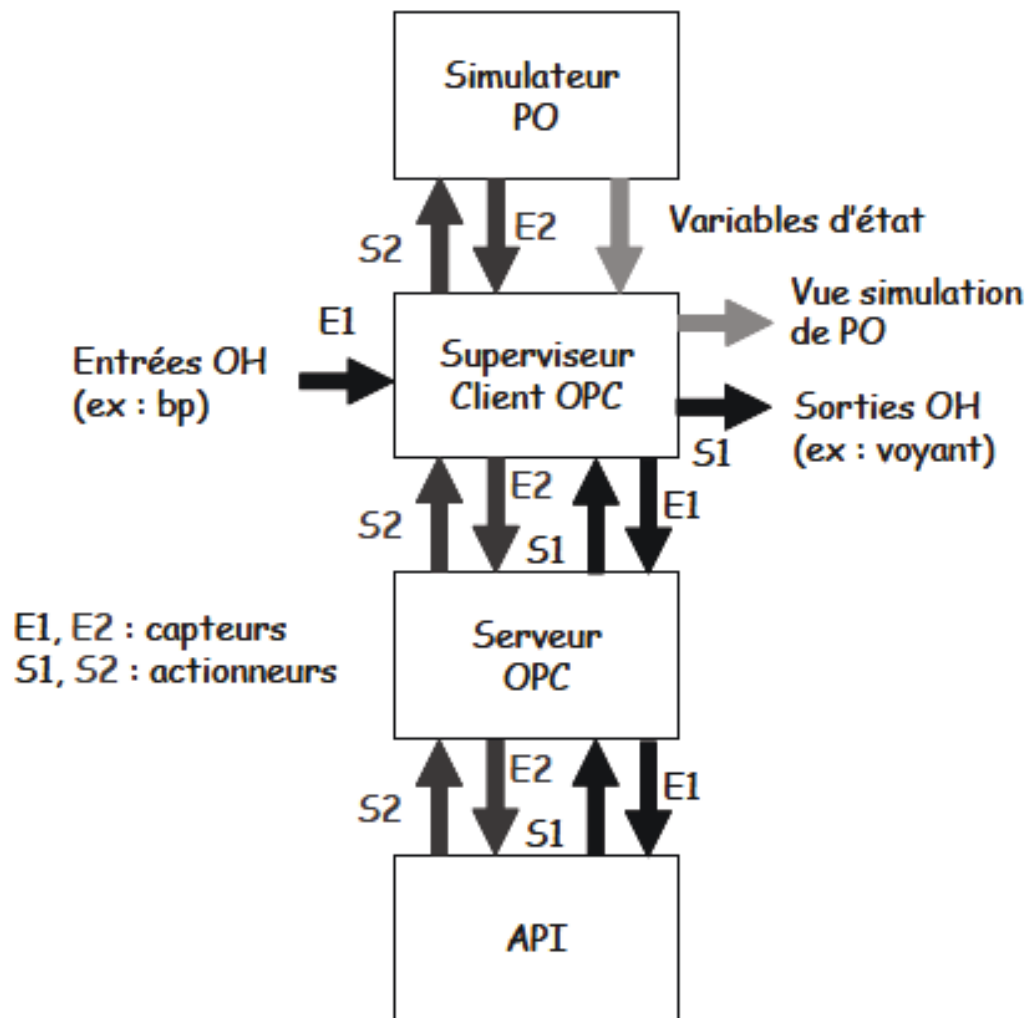 Simulateur
PO
S2
E2
Variables d'état
E1
Entrées OH
(ex : bp)
Superviseur
Client OPC
Vue simulation
de PO
Sorties OH
(ex : voyant)
S1
S2
E2
S1
E1
E1, E2 : capteurs
S1, S2 : actionneurs
Serveur
OPC
S2
E2
S1
E1
API